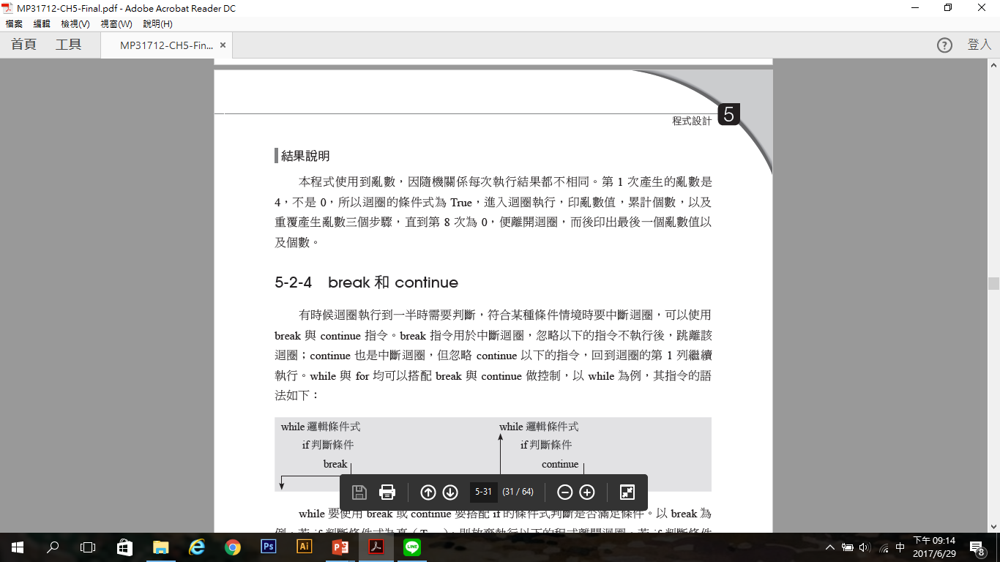 MP31712-CH5-Final.pdf - Adobe Acrobat Reader DC
檔案 編輯 檢視(V) 視窗(W) 說明(H)
首頁 工具 MP31712-CH5-Fin... × ? 登入
程式設計 5
結果說明
本程式使用到亂數，因隨機關係每次執行結果都不相同。第 1 次產生的亂數是
4，不是 0，所以迴圈的條件式為 True，進入迴圈執行，印亂數值，累計個數，以及
重覆產生亂數三個步驟，直到第 8 次為 0，便離開迴圈，而後印出最後一個亂數值以
及個數。
5-2-4 break 和 continue
有時候迴圈執行到一半時需要判斷，符合某種條件情境時要中斷迴圈，可以使用
break 與 continue 指令。break 指令用於中斷迴圈，忽略以下的指令不執行後，跳離該
迴圈；continue 也是中斷迴圈，但忽略 continue 以下的指令，回到迴圈的第 1 列繼續
執行。while 與 for 均可以搭配 break 與 continue 做控制，以 while 為例，其指令的語
法如下：
while 邏輯條件式 while 邏輯條件式
if 判斷條件 if 判斷條件
break continue
5-31 (31 / 64)
while 要使用 break 或 continue 要搭配 if 的條件式判斷是否滿足條件。以 break 為
例，若 if 判斷條件式為真（True），則放棄執行以下的程式離開迴圈，若 if 判斷條件
Ps Ai LINE 中 下午 09:14
2017/6/29 8